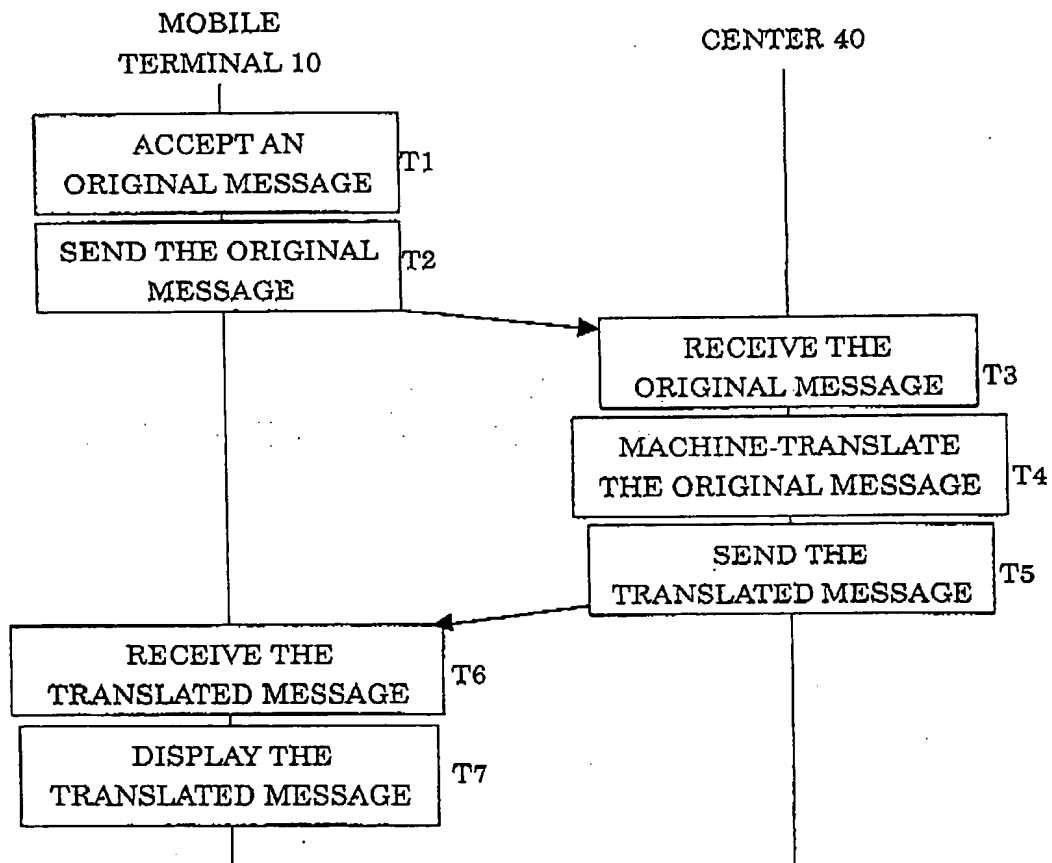 MOBILE
TERMINAL 10
CENTER 40
ACCEPT AN
ORIGINAL MESSAGE
T1
SEND THE ORIGINAL
MESSAGE
T2
RECEIVE THE
ORIGINAL MESSAGE
T3
MACHINE-TRANSLATE
THE ORIGINAL MESSAGE
T4
SEND THE
TRANSLATED MESSAGE
T5
RECEIVE THE
TRANSLATED MESSAGE
T6
DISPLAY THE
TRANSLATED MESSAGE
T7